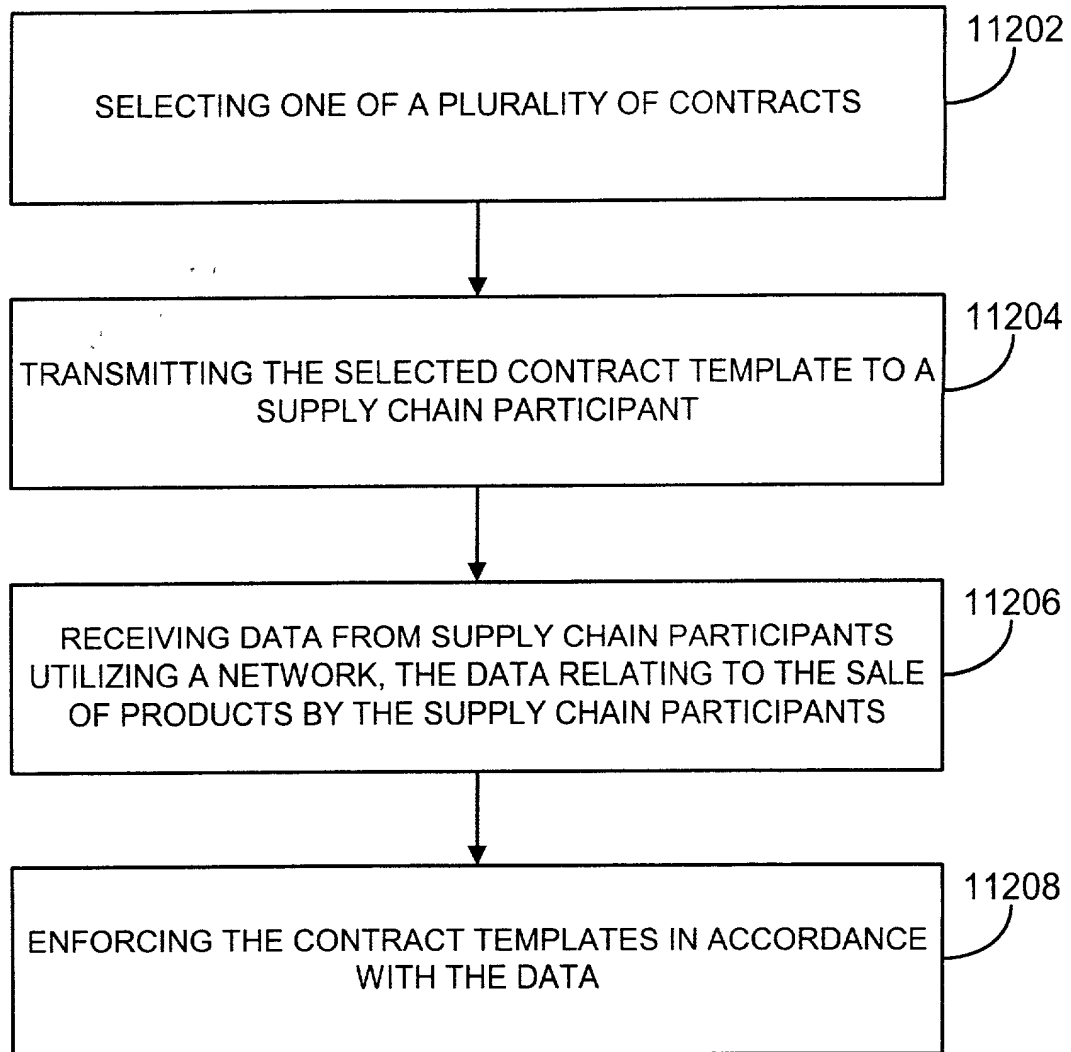 11202
SELECTING ONE OF A PLURALITY OF CONTRACTS
11204
TRANSMITTING THE SELECTED CONTRACT TEMPLATE TO A
SUPPLY CHAIN PARTICIPANT
11206
RECEIVING DATA FROM SUPPLY CHAIN PARTICIPANTS
UTILIZING A NETWORK, THE DATA RELATING TO THE SALE
OF PRODUCTS BY THE SUPPLY CHAIN PARTICIPANTS
11208
ENFORCING THE CONTRACT TEMPLATES IN ACCORDANCE
WITH THE DATA